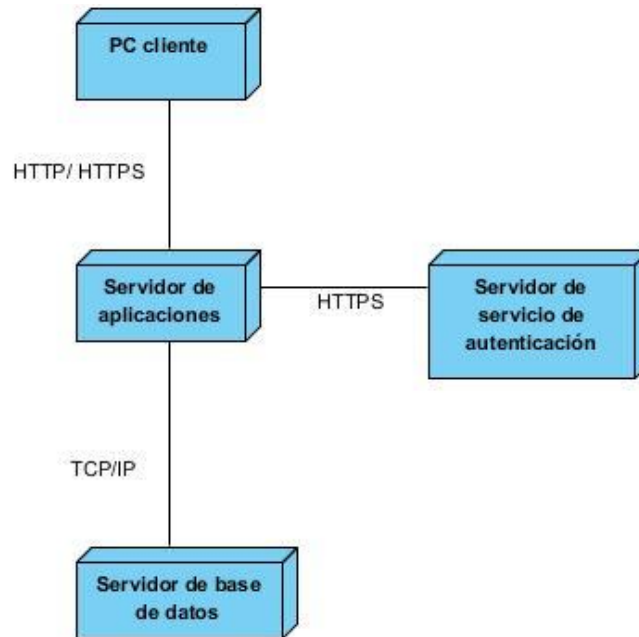 PC cliente
HTTP/ HTTPS
Servidor de
aplicaciones
HTTPS
Servidor de
servicio de
autenticación
TCP/IP
Servidor de base
de datos